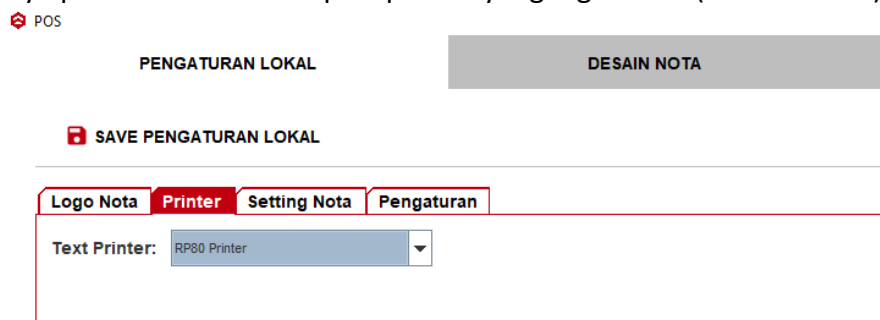 POS
PENGATURAN LOKAL DESAIN NOTA
SAVE PENGATURAN LOKAL
Logo Nota Printer Setting Nota Pengaturan
Text Printer: RP80 Printer